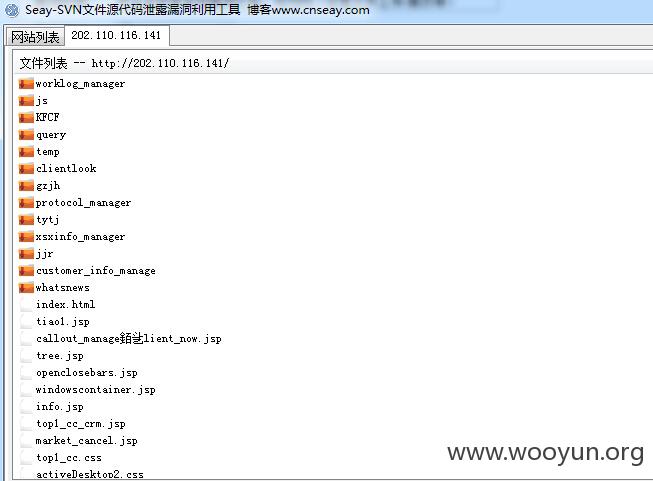 Seay-SVN文件源代码泄露漏洞利用工具 博客www.cnseay.com
网站列表 202.110.116.141
文件列表 -- http://202.110.116.141/
worklog_manager
js
KFCF
query
temp
clientlook
gzjh
protocol_manager
tytj
xsxinfo_manager
jjr
customer_info_manage
whatsnews
index.html
tiao1.jsp
callout_manage銆岃lient_now.jsp
tree.jsp
openclosebars.jsp
windowscontainer.jsp
info.jsp
top1_cc_crm.jsp
market_cancel.jsp
top1_cc.css
activeDesktop2.css
www.wooyun.org